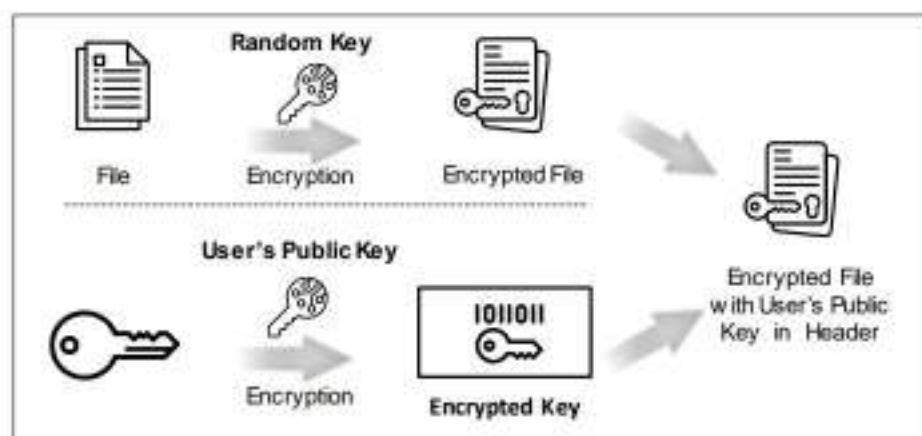 Random Key
File
Encryption
Encrypted File
User's Public Key
1011011
Encryption
Encrypted Key
Encrypted File
with User's Public
Key in Header